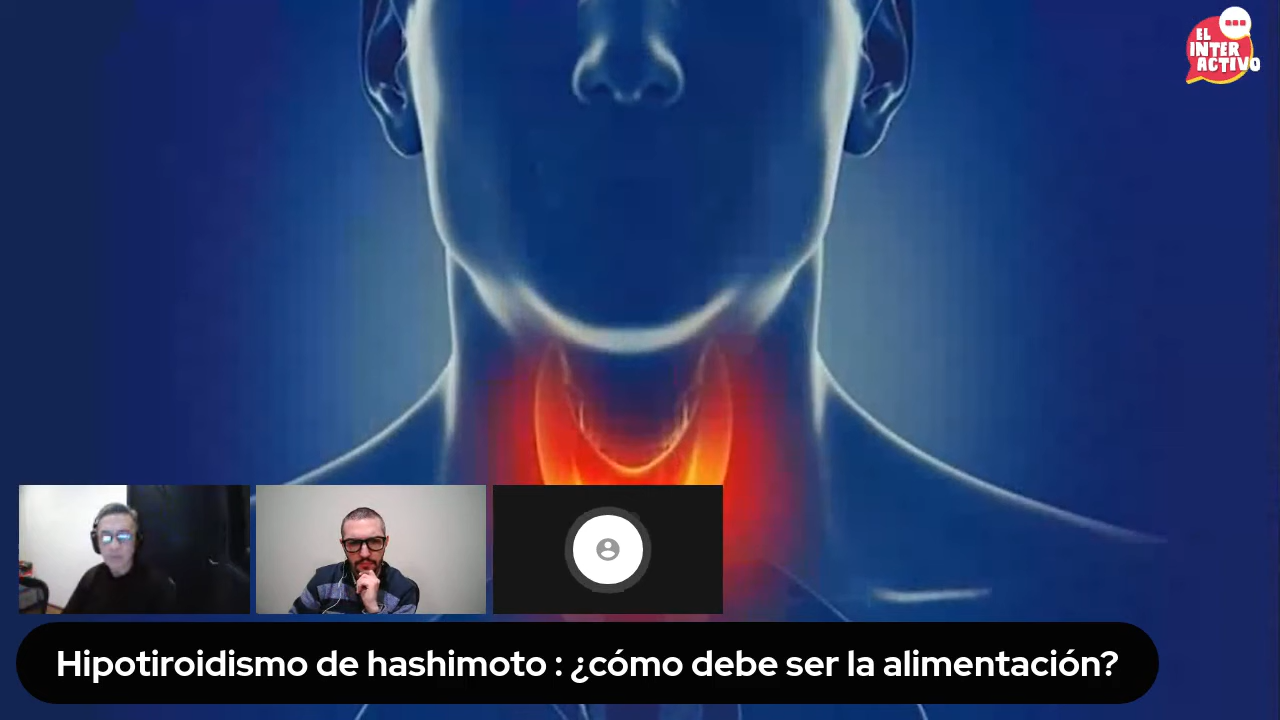 EL
INTER
ACTIVO
Hipotiroidismo de hashimoto : ¿cómo debe ser la alimentación?